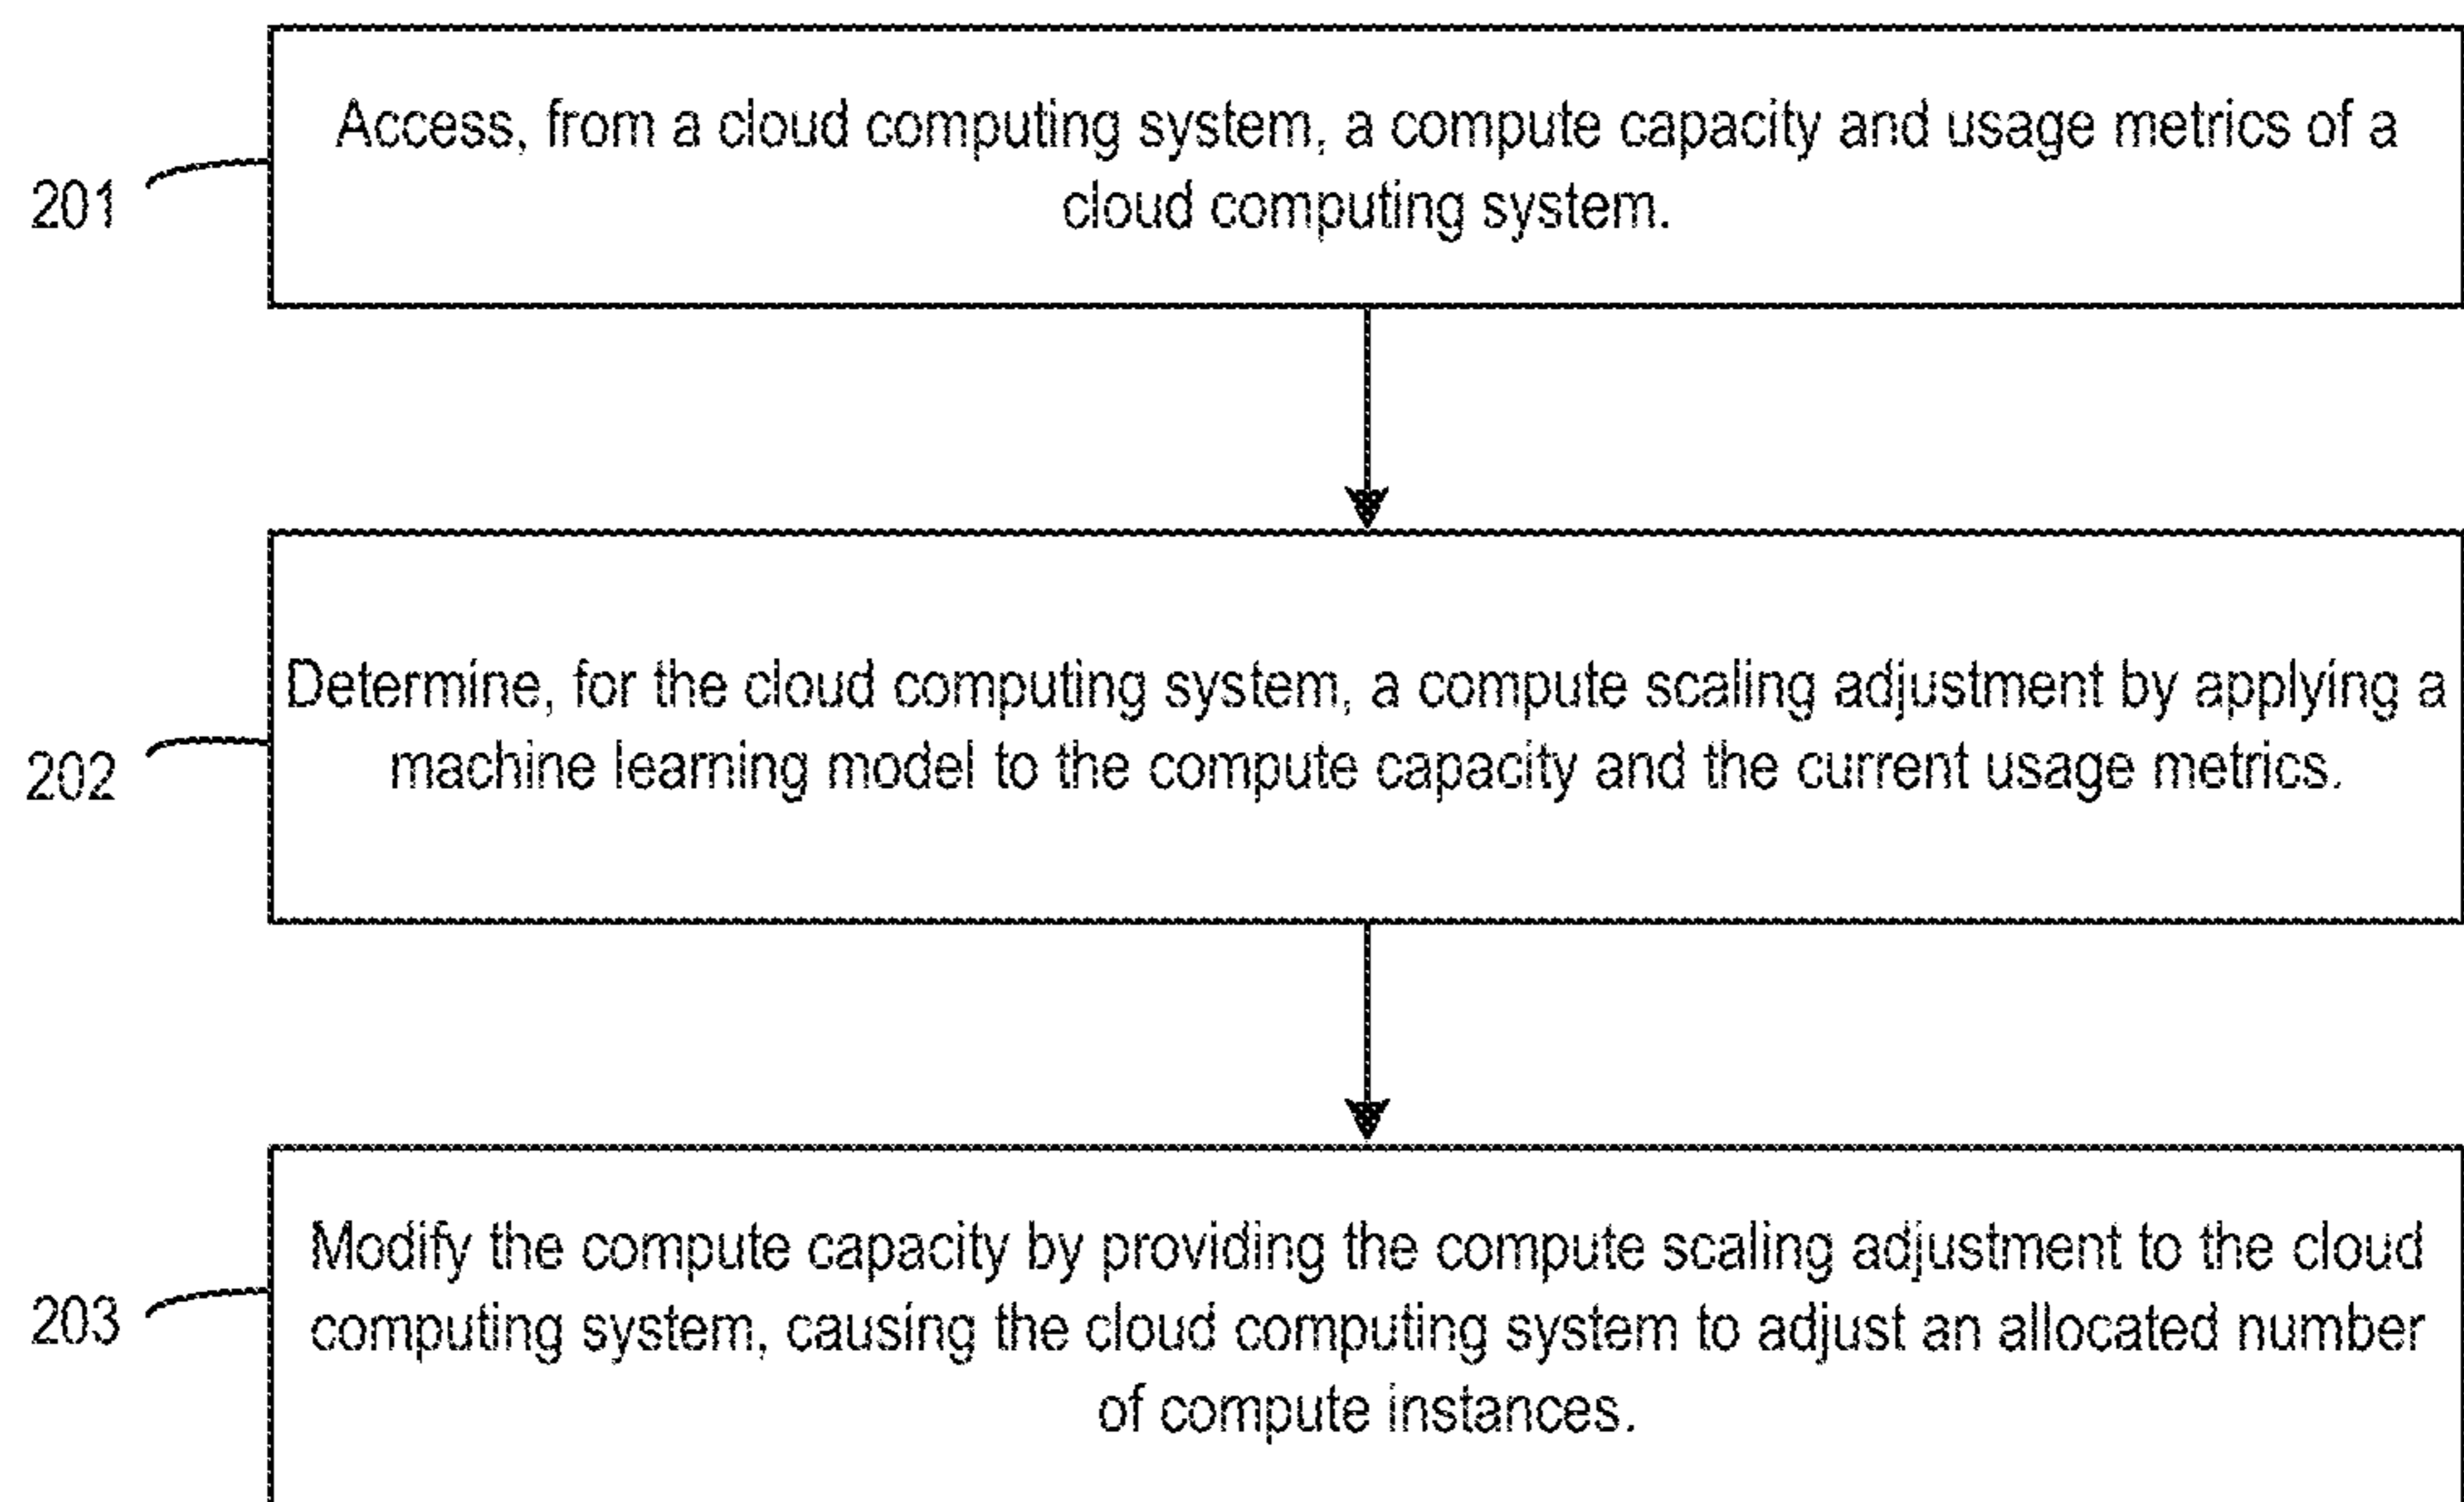 Access, from a cloud computing system, a compute capacity and usage metrics of a
cloud computing system.
201
Determine, for the cloud computing system, a compute scaling adjustment by applying a
machine learning model to the compute capacity and the current usage metrics.
202
Modify the compute capacity by providing the compute scaling adjustment to the cloud
computing system, causing the cloud computing system to adjust an allocated number
of compute instances.
203